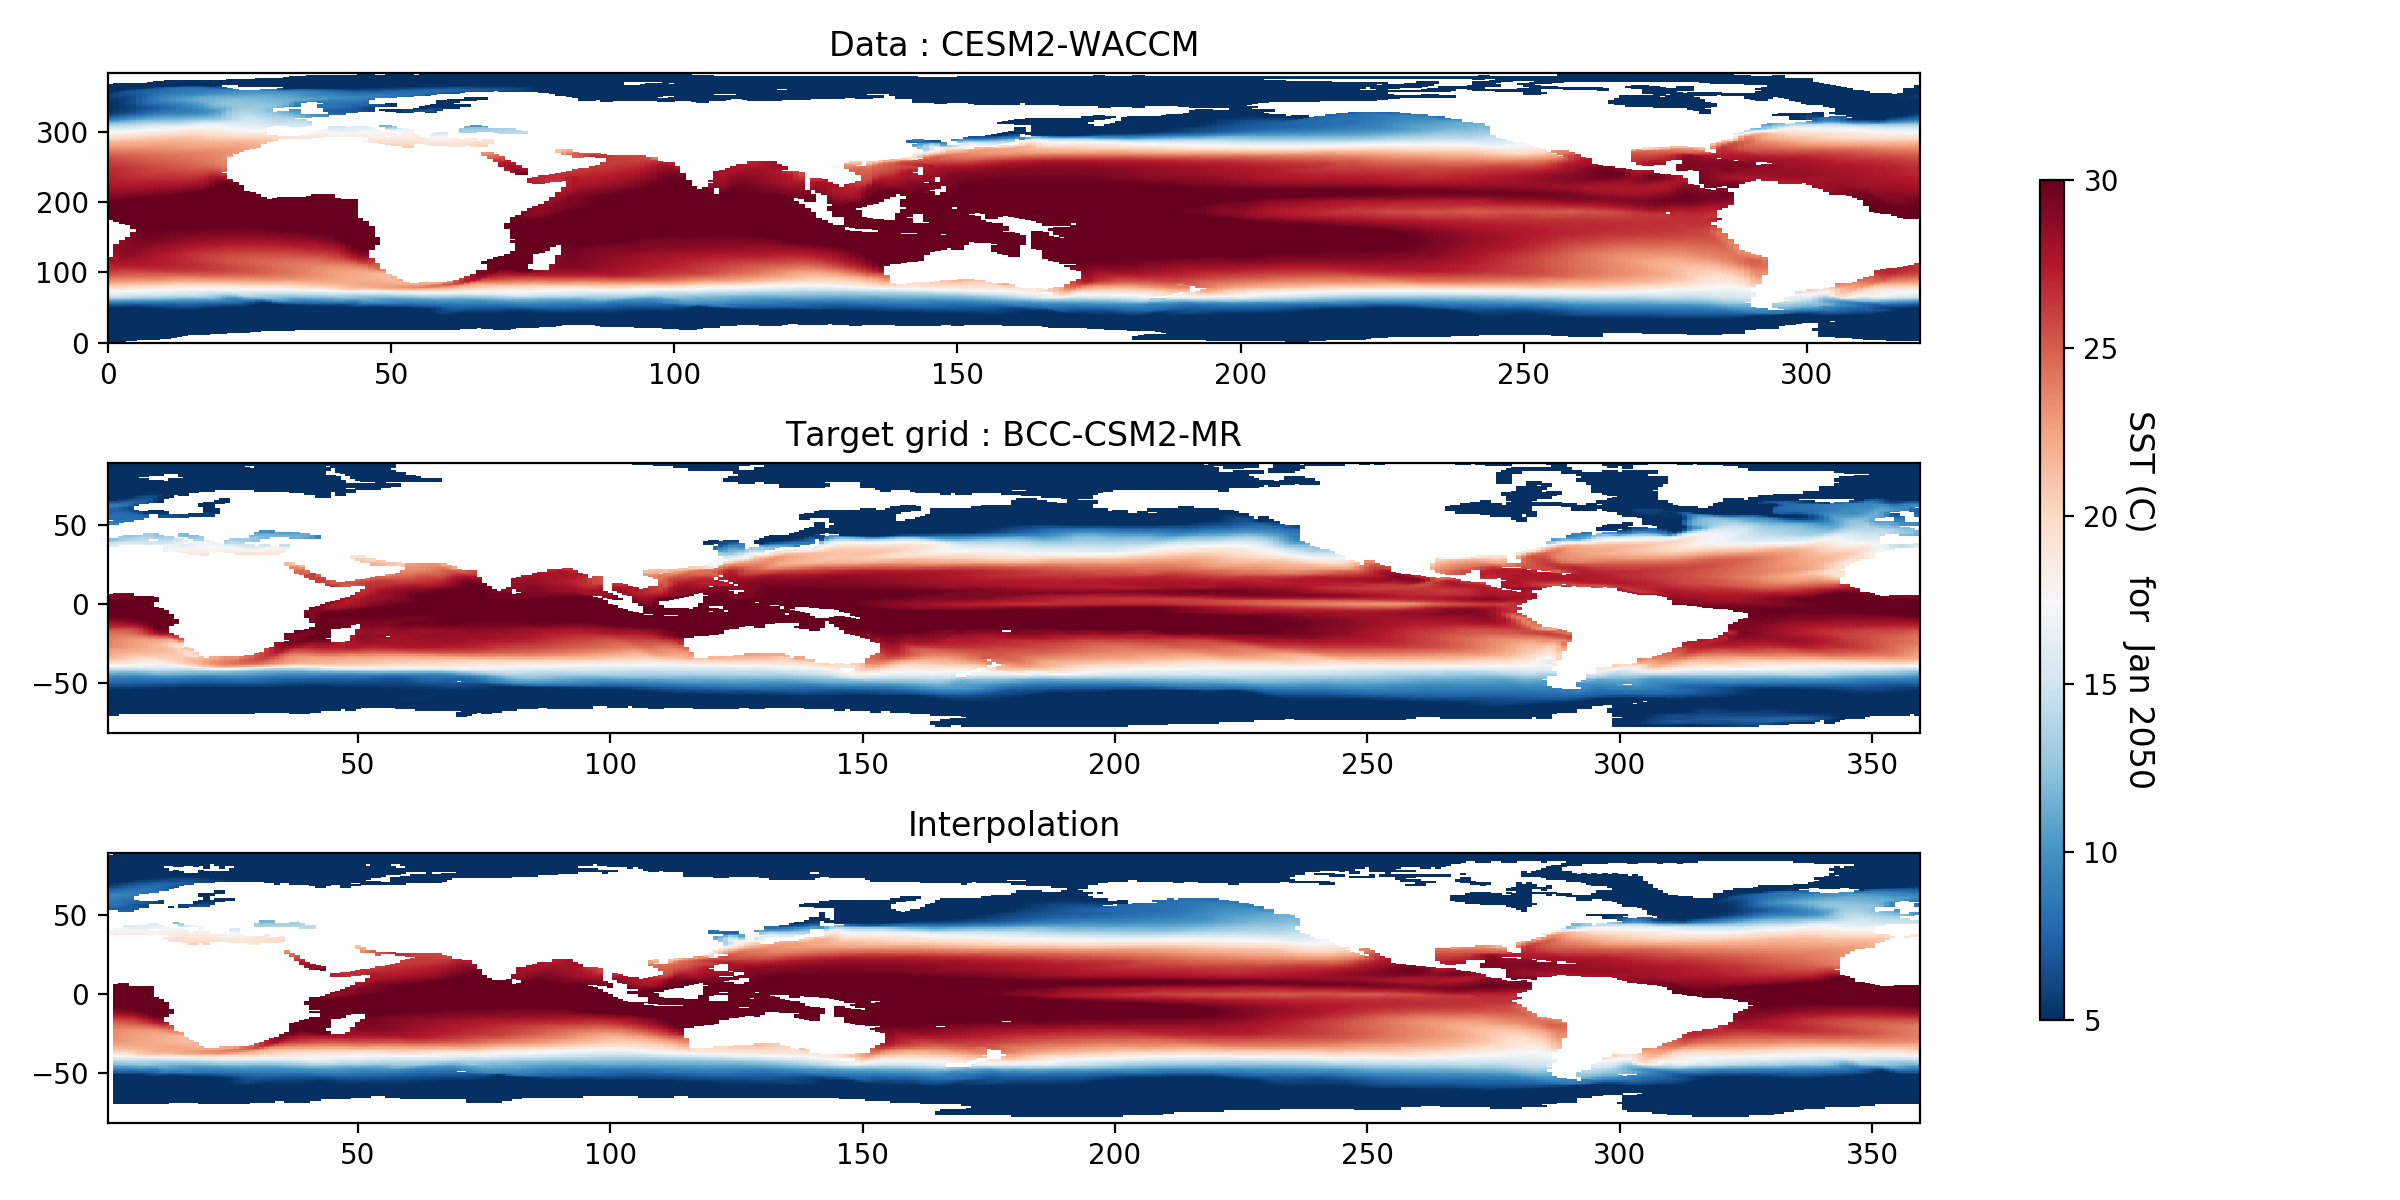 Data : CESM2-WACCM
300
200
100
0
0 50 100 150 200 250 300
Target grid : BCC-CSM2-MR
50
0
−50
50 100 150 200 250 300 350
Interpolation
50
0
−50
50 100 150 200 250 300 350
30
25
20
15
10
5
SST (C) for Jan 2050